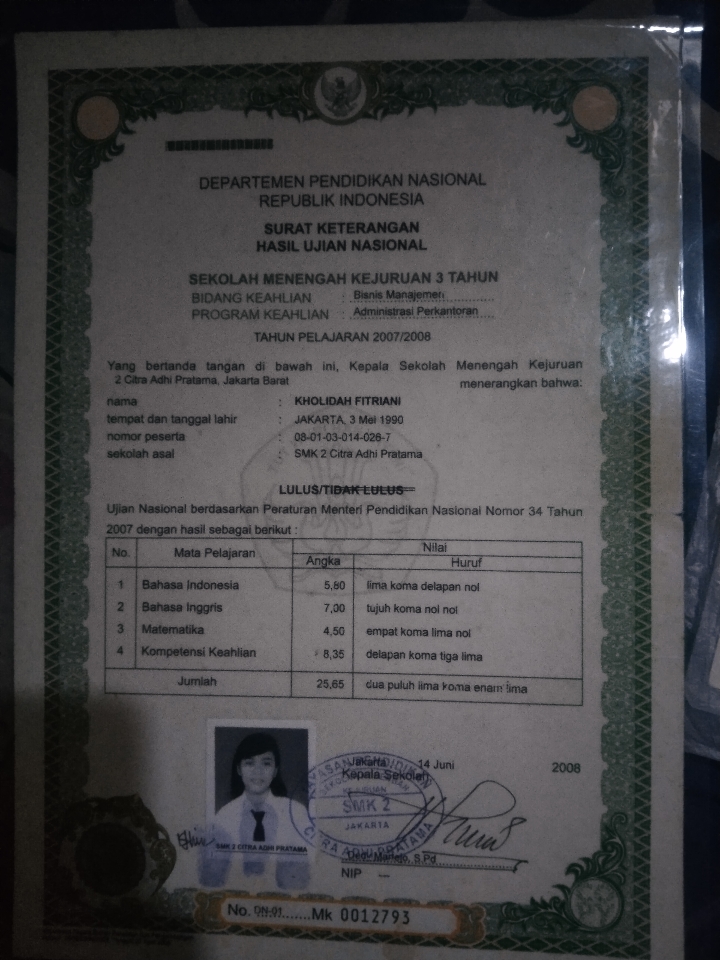 DEPARTEMEN PENDIDIKAN NASIONAL
REPUBLIK INDONESIA
SURAT KETERANGAN
HASIL UJIAN NASIONAL
SEKOLAH MENENGAH KEJURUAN 3 TAHUN
BIDANG KEAHLIAN : Bisnis Manajemen
PROGRAM KEAHLIAN : Administrasi Perkantoran
TAHUN PELAJARAN 2007/2008
Yang bertanda tangan di bawah ini, Kepala Sekolah Menengah Kejuruan
2 Citra Adhi Pratama, Jakarta Barat menerangkan bahwa:
nama : KHOLIDAH FITRIANI
tempat dan tanggal lahir : JAKARTA, 3 Mei 1990
nomor peserta : 08-01-03-014-026-7
sekolah asal : SMK 2 Citra Adhi Pratama
LULUS/TIDAK LULUS
Ujian Nasional berdasarkan Peraturan Menteri Pendidikan Nasional Nomor 34 Tahun
2007 dengan hasil sebagai berikut :
No. Mata Pelajaran Nilai
Angka Huruf
1 Bahasa Indonesia 5,80 lima koma delapan nol
2 Bahasa Inggris 7,00 tujuh koma nol nol
3 Matematika 4,50 empat koma lima nol
4 Kompetensi Keahlian 8,35 delapan koma tiga lima
Jumlah 25,65 dua puluh lima koma enam lima
Jakarta, 14 Juni 2008
Kepala Sekolah
YAYASAN PENDIDIKAN
SMK 2
JAKARTA
CITRA ADHI PRATAMA
SMK 2 CITRA ADHI PRATAMA
S.Pd
NIP
No. DN-01.......Mk 0012793